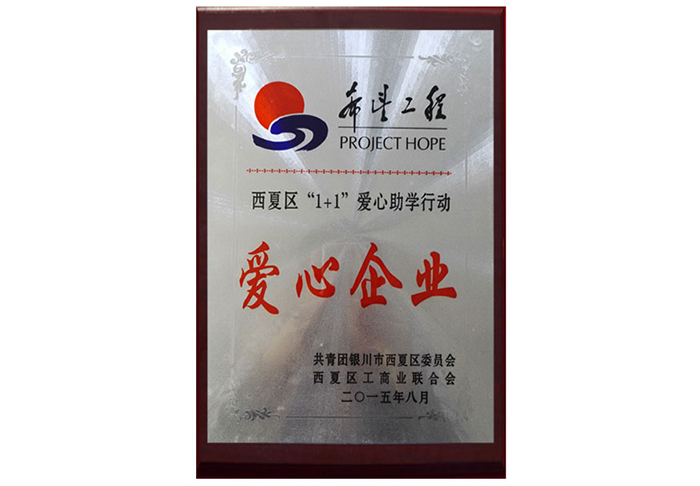 希望工程
PROJECT HOPE
西夏区“1+1”爱心助学行动
爱心企业
共青团银川市西夏区委员会
西夏区工商业联合会
二〇一五年八月